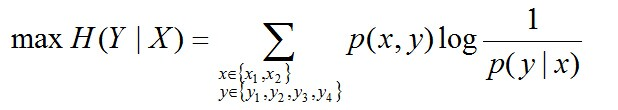 max H(Y | X) = ∑ p(x, y) log 1 / p(y | x)
x∈{x₁,x₂}
y∈{y₁,y₂,y₃,y₄}